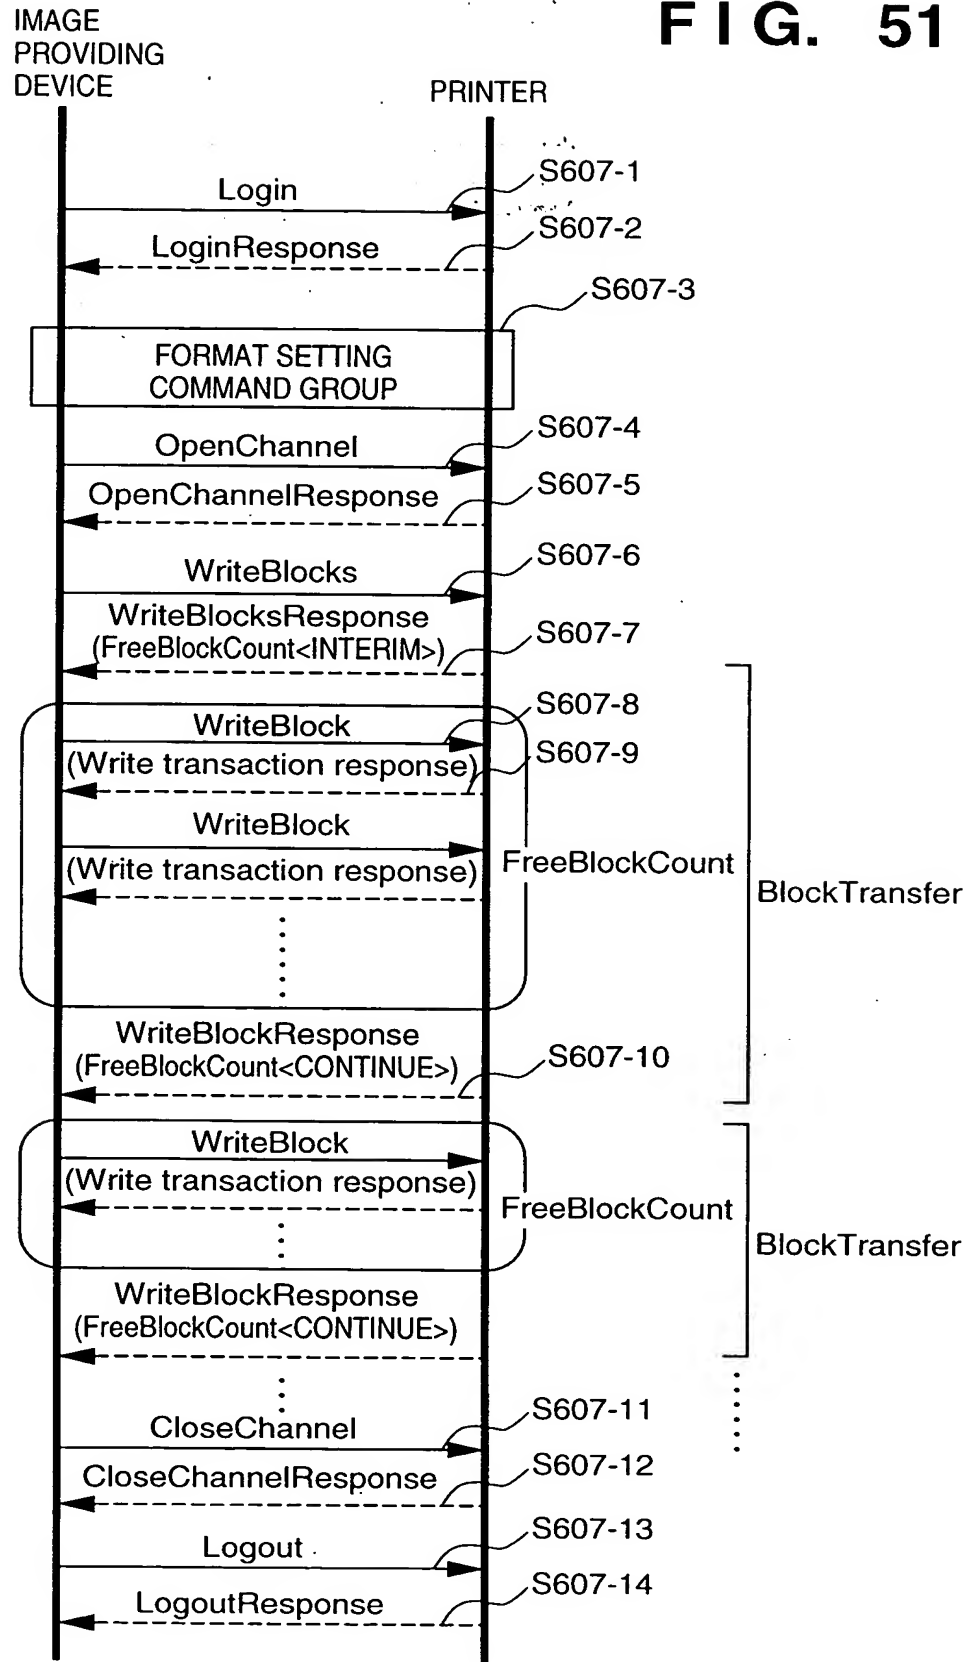 FIG. 51
IMAGE
PROVIDING
DEVICE
PRINTER
Login
S607-1
LoginResponse
S607-2
S607-3
FORMAT SETTING
COMMAND GROUP
OpenChannel
S607-4
OpenChannelResponse
S607-5
WriteBlocks
S607-6
WriteBlocksResponse
(FreeBlockCount<INTERIM>)
S607-7
WriteBlock
S607-8
(Write transaction response)
S607-9
WriteBlock
(Write transaction response)
FreeBlockCount
BlockTransfer
WriteBlockResponse
(FreeBlockCount<CONTINUE>)
S607-10
WriteBlock
(Write transaction response)
FreeBlockCount
BlockTransfer
WriteBlockResponse
(FreeBlockCount<CONTINUE>)
CloseChannel
S607-11
CloseChannelResponse
S607-12
Logout
S607-13
LogoutResponse
S607-14